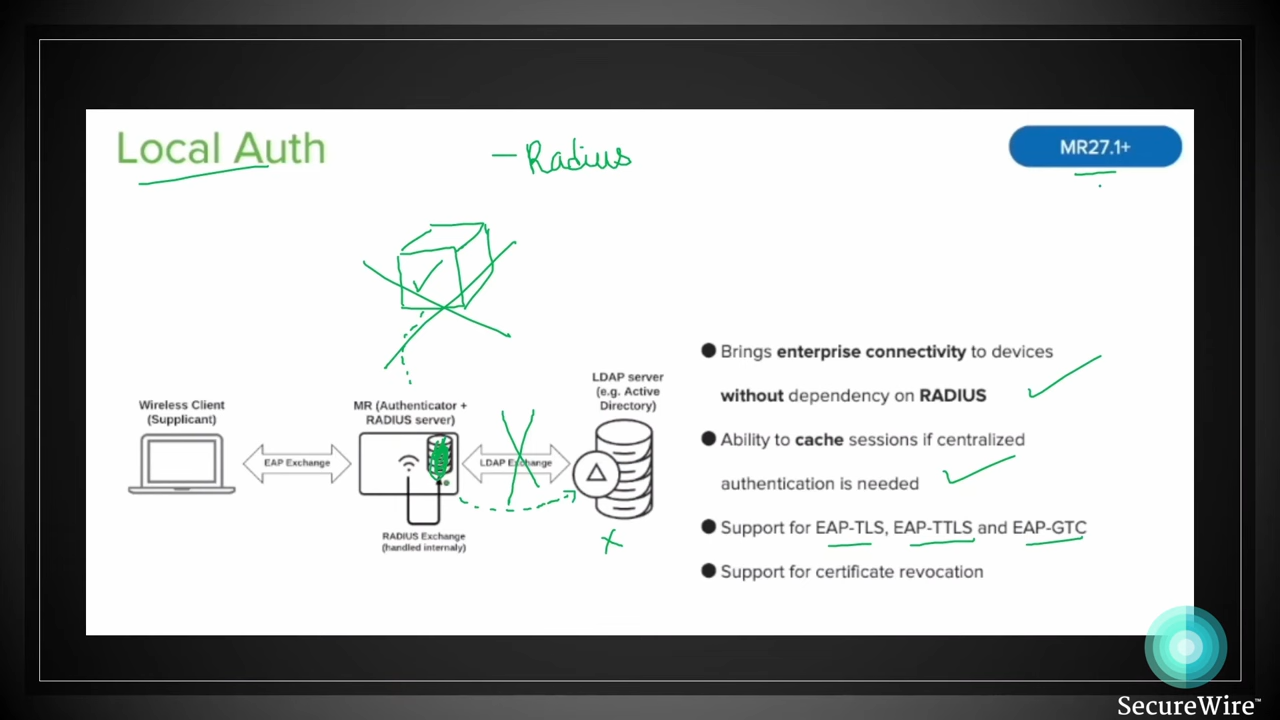 Local Auth
– Radius
MR27.1+
Wireless Client
(Supplicant)
EAP Exchange
MR (Authenticator +
RADIUS server)
RADIUS Exchange
(handled internaly)
LDAP Exchange
LDAP server
(e.g. Active
Directory)
● Brings enterprise connectivity to devices
without dependency on RADIUS
● Ability to cache sessions if centralized
authentication is needed
● Support for EAP-TLS, EAP-TTLS and EAP-GTC
● Support for certificate revocation
SecureWire™